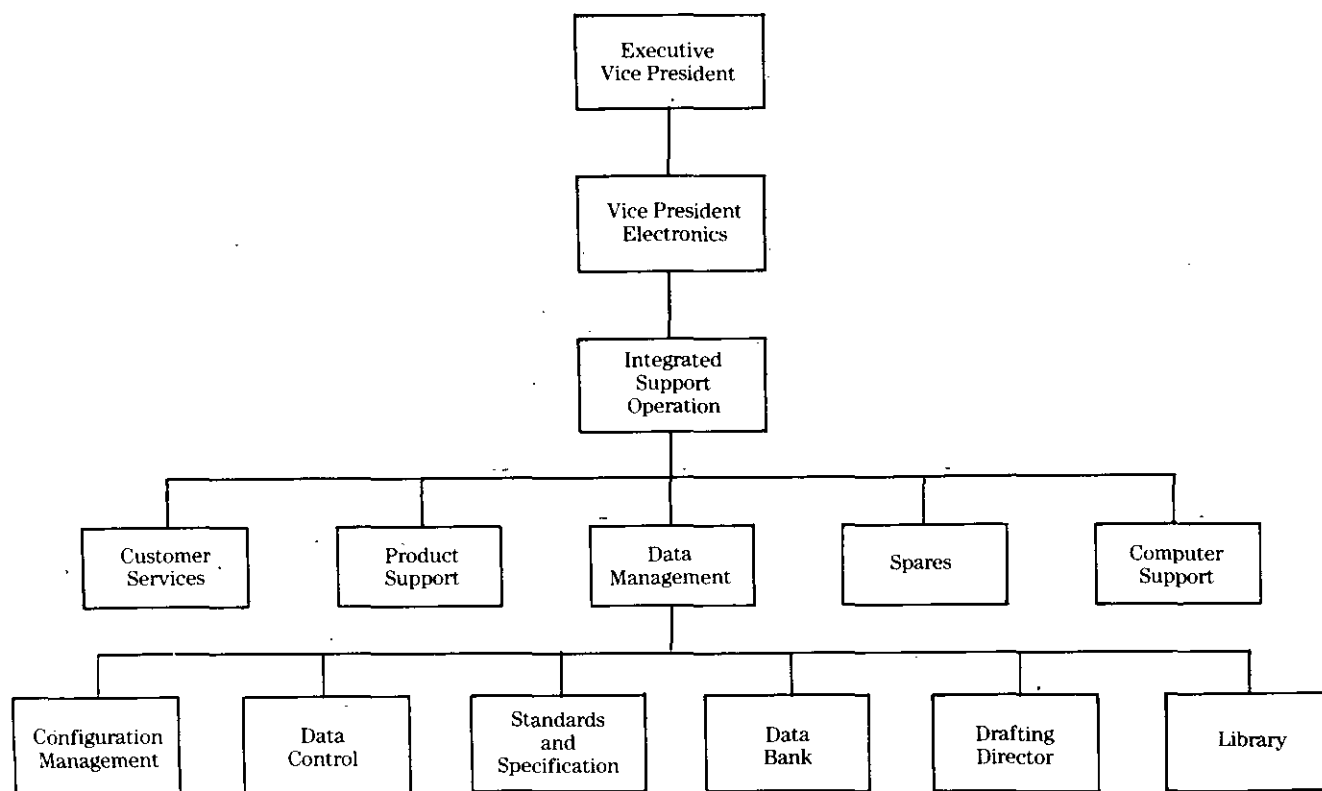 Executive
Vice President
Vice President
Electronics
Integrated
Support
Operation
Customer
Services
Product
Support
Data
Management
Spares
Computer
Support
Configuration
Management
Data
Control
Standards
and
Specification
Data
Bank
Drafting
Director
Library